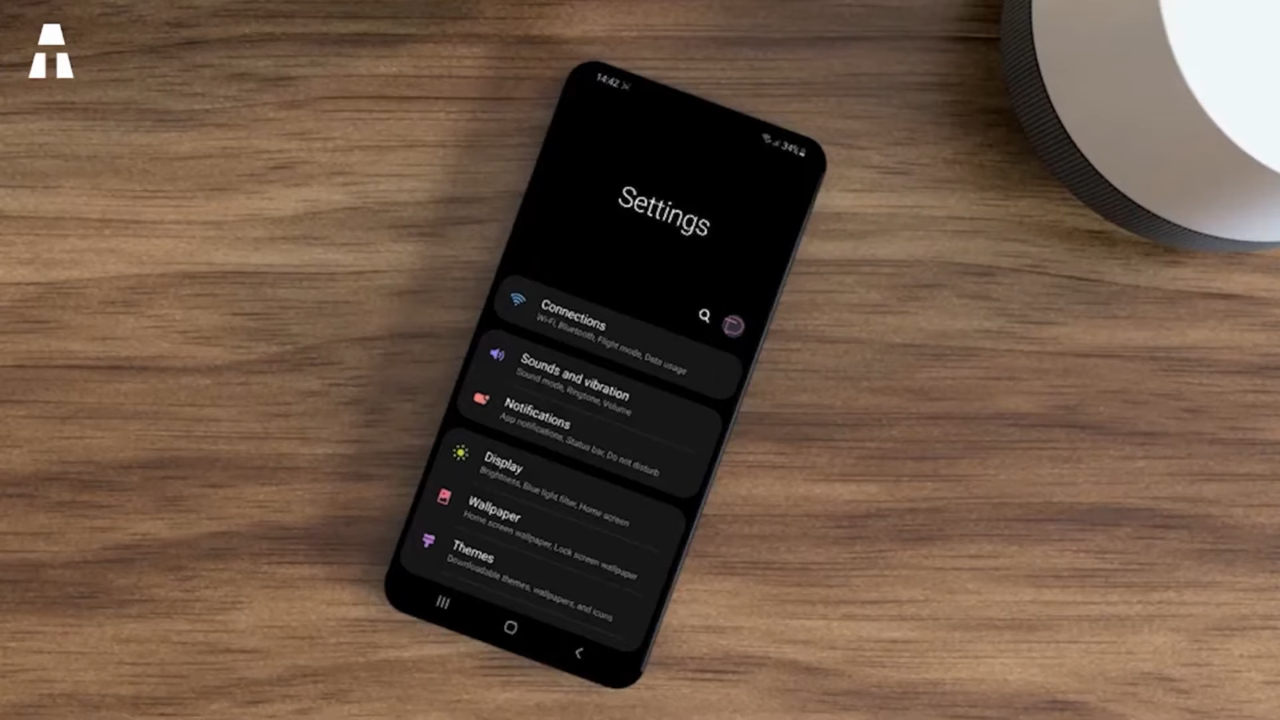 14:42
34%
Settings
Connections
Wi-Fi, Bluetooth, Flight mode, Data usage
Sounds and vibration
Sound mode, Ringtone, Volume
Notifications
App notifications, Status bar, Do not disturb
Display
Brightness, Blue light filter, Home screen
Wallpaper
Home screen wallpaper, Lock screen wallpaper
Themes
Downloadable themes, wallpapers, and icons